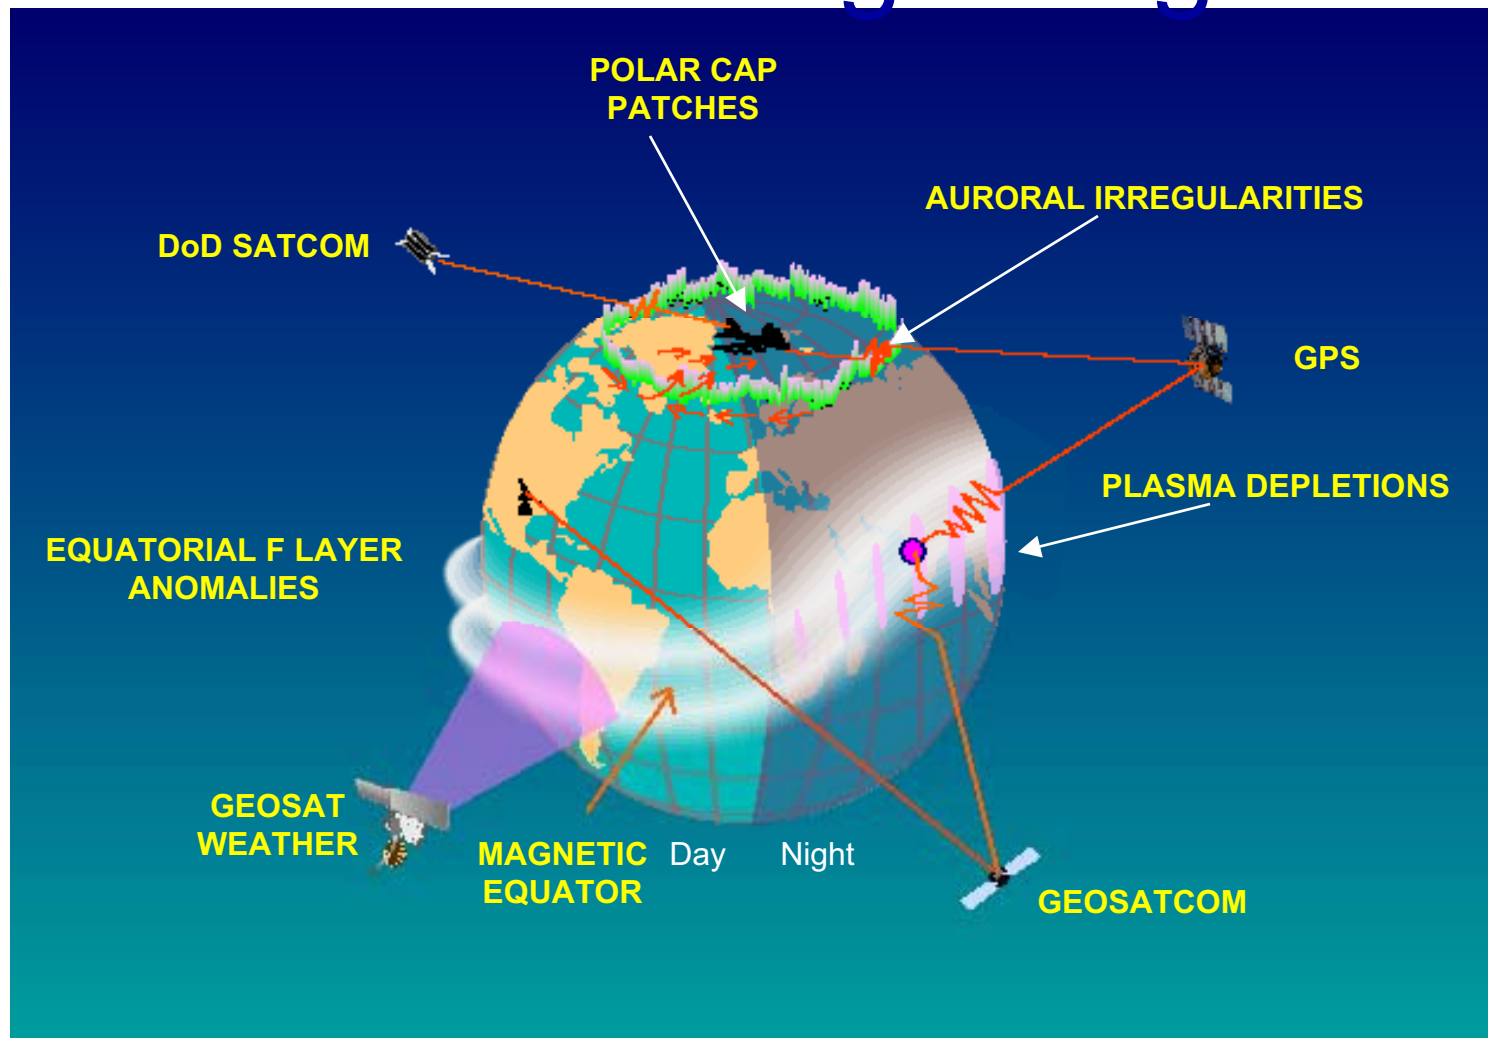 POLAR CAP
PATCHES
AURORAL IRREGULARITIES
DoD SATCOM
GPS
PLASMA DEPLETIONS
EQUATORIAL F LAYER
ANOMALIES
GEOSAT
WEATHER
MAGNETIC
EQUATOR
Day
Night
GEOSATCOM